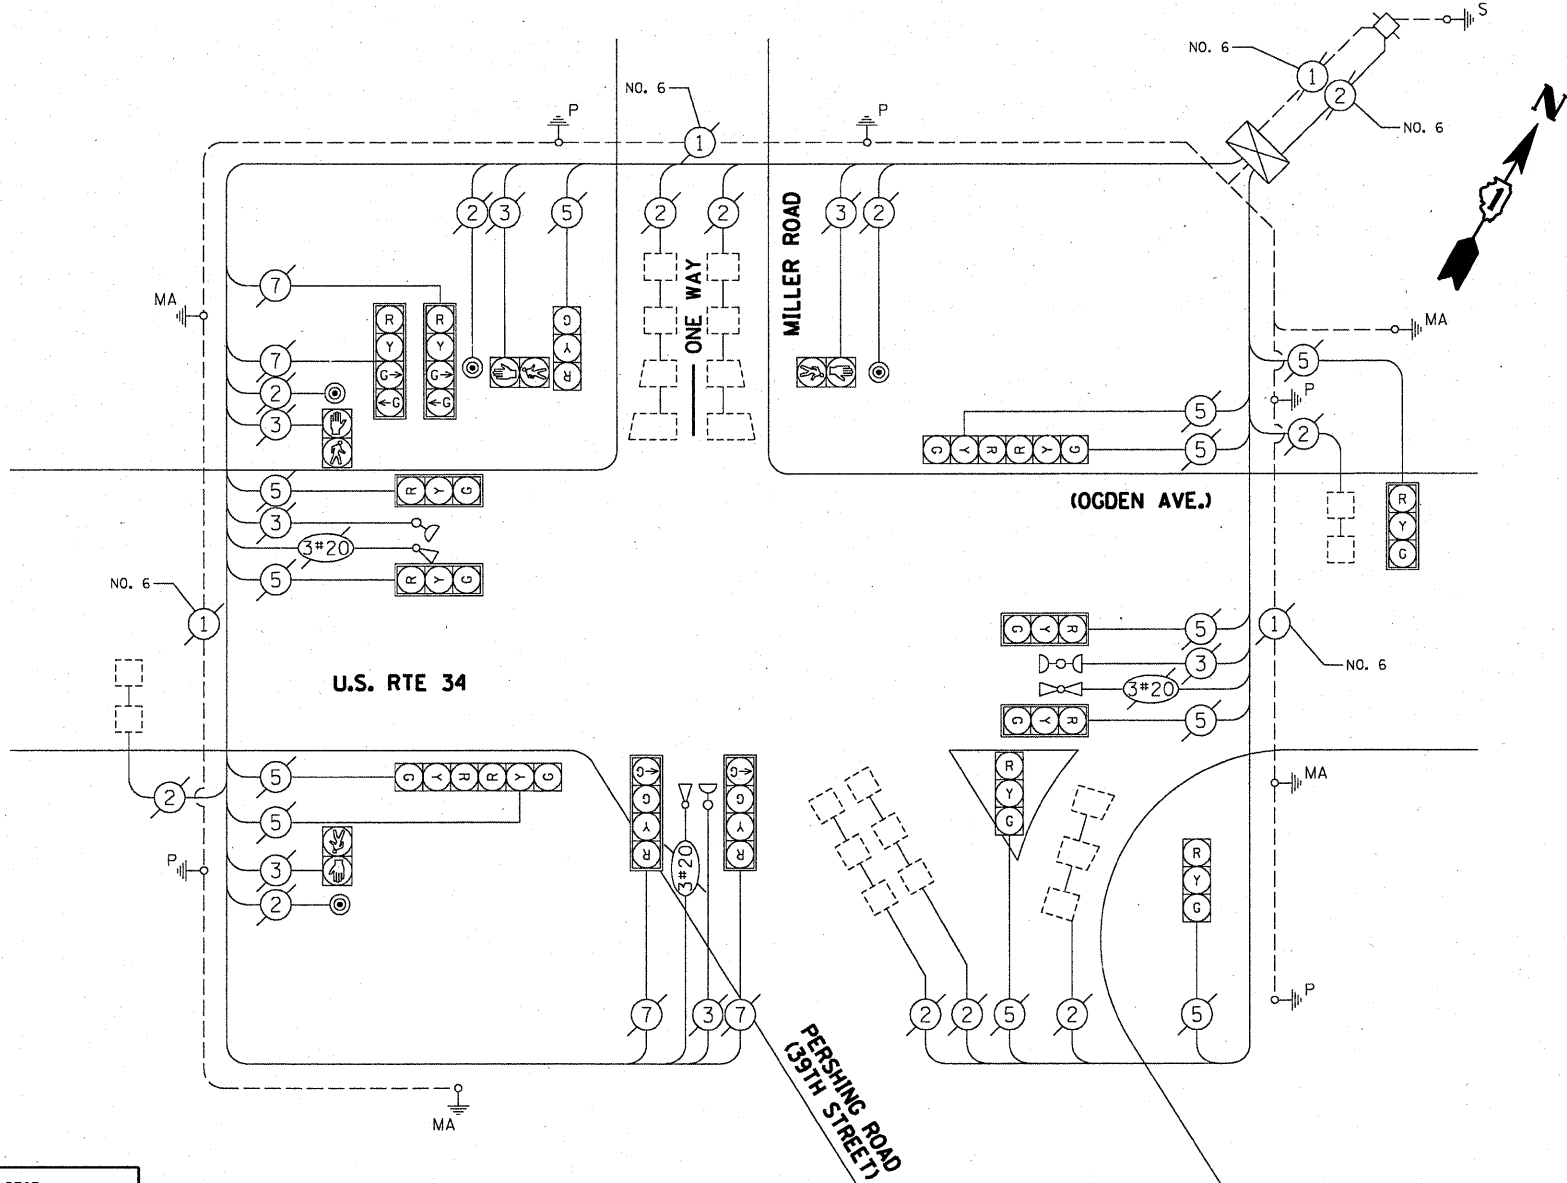 S
NO. 6
1
2
NO. 6
N
1
P
NO. 6
1
P
2
3
5
2
2
3
2
MILLER ROAD
ONE WAY
7
MA
R
Y
G→
←G
R
Y
G→
←G
G
Y
R
7
2
3
MA
5
P
5
G Y R R Y G
5
2
5
R Y G
3
3#20
5
R Y G
(OGDEN AVE.)
R
Y
G
NO. 6
1
U.S. RTE 34
G Y R
5
3
3#20
G Y R
5
1
NO. 6
2
5
G Y R R Y G
5
P
3
2
G→
G
Y
R
3#20
G→
G
Y
R
R
Y
G
MA
R
Y
G
7
3
7
2
2
5
2
5
P
PERSHING ROAD
(39TH STREET)
MA